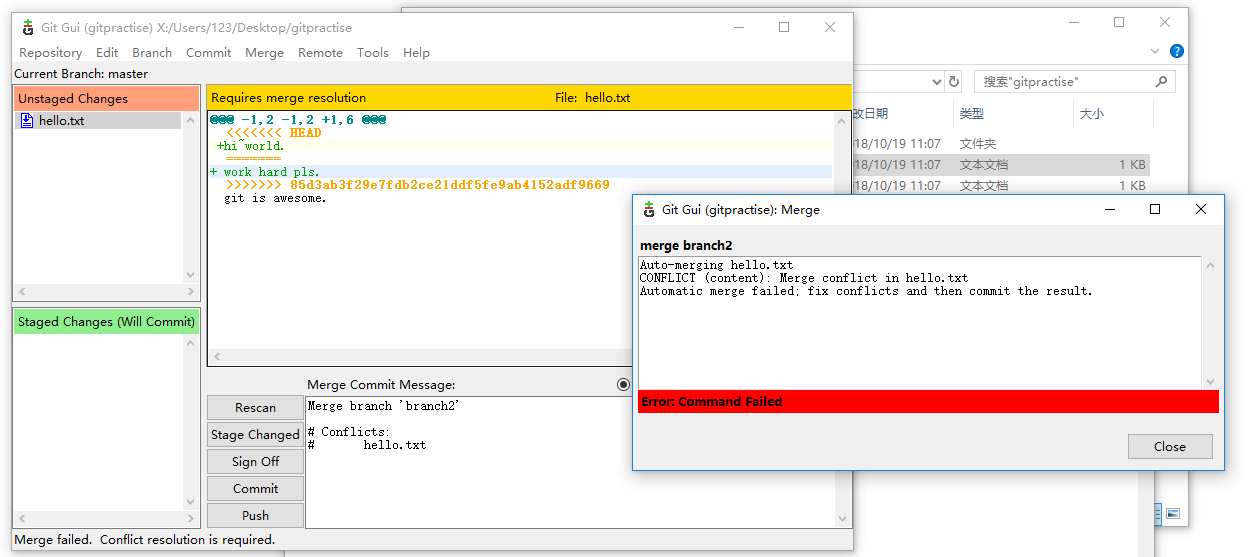 Git Gui (gitpractise) X:/Users/123/Desktop/gitpractise
Repository Edit Branch Commit Merge Remote Tools Help
Current Branch: master
Unstaged Changes
hello.txt
Staged Changes (Will Commit)
Requires merge resolution File: hello.txt
@@@ -1,2 -1,2 +1,6 @@@
<<<<<<< HEAD
+hi~world.
=======
+ work hard pls.
>>>>>>> 85d3ab3f29e7fdb2ce21ddf5fe9ab4152adf9669
git is awesome.
Merge Commit Message:
Rescan
Stage Changed
Sign Off
Commit
Push
Merge branch 'branch2'
# Conflicts:
# hello.txt
Merge failed. Conflict resolution is required.
搜索"gitpractise"
改日期 类型 大小
18/10/19 11:07 文件夹
18/10/19 11:07 文本文档 1 KB
18/10/19 11:07 文本文档 1 KB
Git Gui (gitpractise): Merge
merge branch2
Auto-merging hello.txt
CONFLICT (content): Merge conflict in hello.txt
Automatic merge failed; fix conflicts and then commit the result.
Error: Command Failed
Close